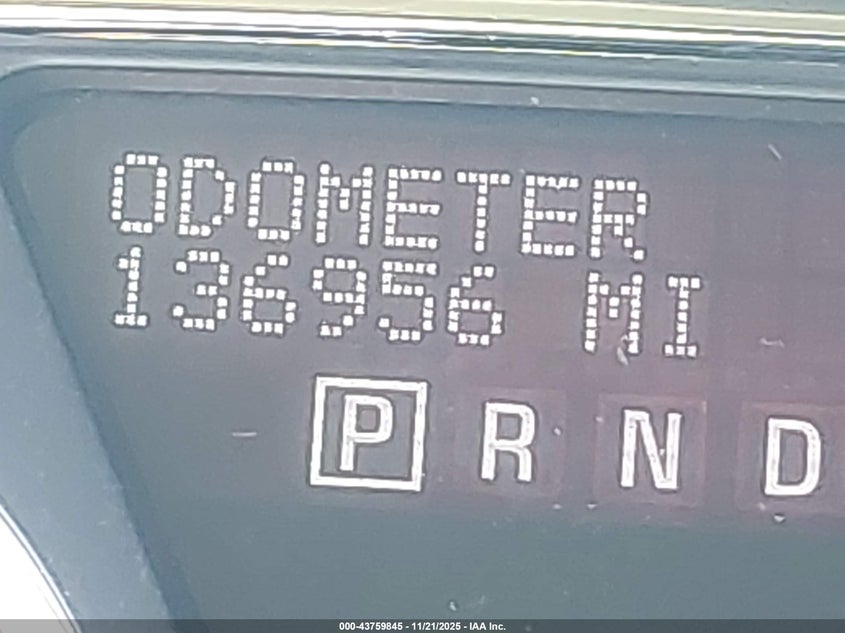 ODOMETER
136956 MI
P R N D
000-43759845 - 11/21/2025 - IAA Inc.